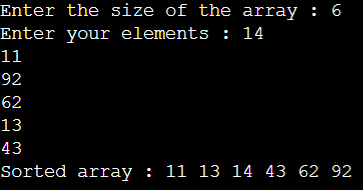 Enter the size of the array : 6
Enter your elements : 14
11
92
62
13
43
Sorted array : 11 13 14 43 62 92